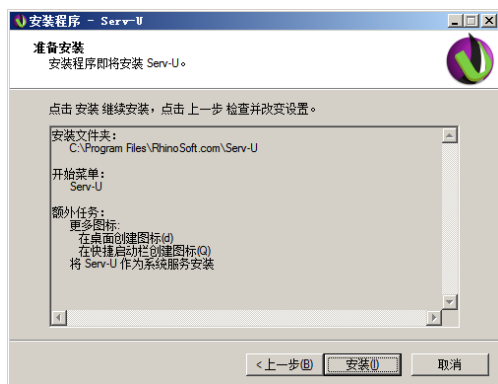 安装程序 - Serv-U
准备安装
安装程序即将安装 Serv-U。
点击 安装 继续安装，点击 上一步 检查并改变设置。
安装文件夹：
C:\Program Files\RhinoSoft.com\Serv-U
开始菜单：
Serv-U
额外任务：
更多图标:
在桌面创建图标(d)
在快捷启动栏创建图标(Q)
将 Serv-U 作为系统服务安装
<上一步(B) 安装(I) 取消